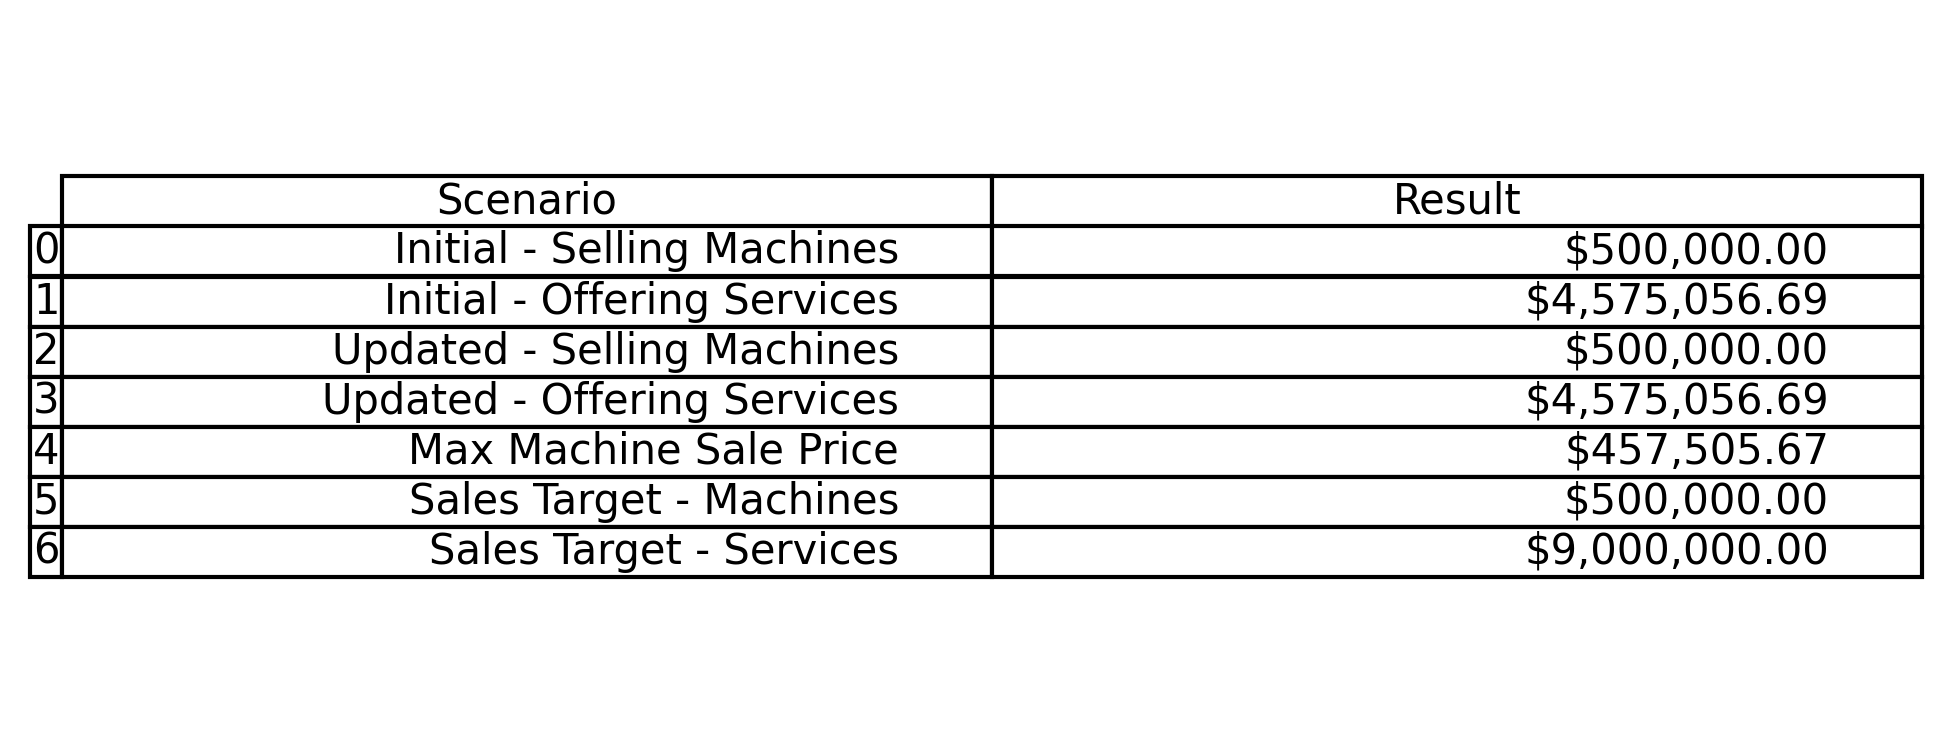 Scenario Result
0 Initial - Selling Machines $500,000.00
1 Initial - Offering Services $4,575,056.69
2 Updated - Selling Machines $500,000.00
3 Updated - Offering Services $4,575,056.69
4 Max Machine Sale Price $457,505.67
5 Sales Target - Machines $500,000.00
6 Sales Target - Services $9,000,000.00